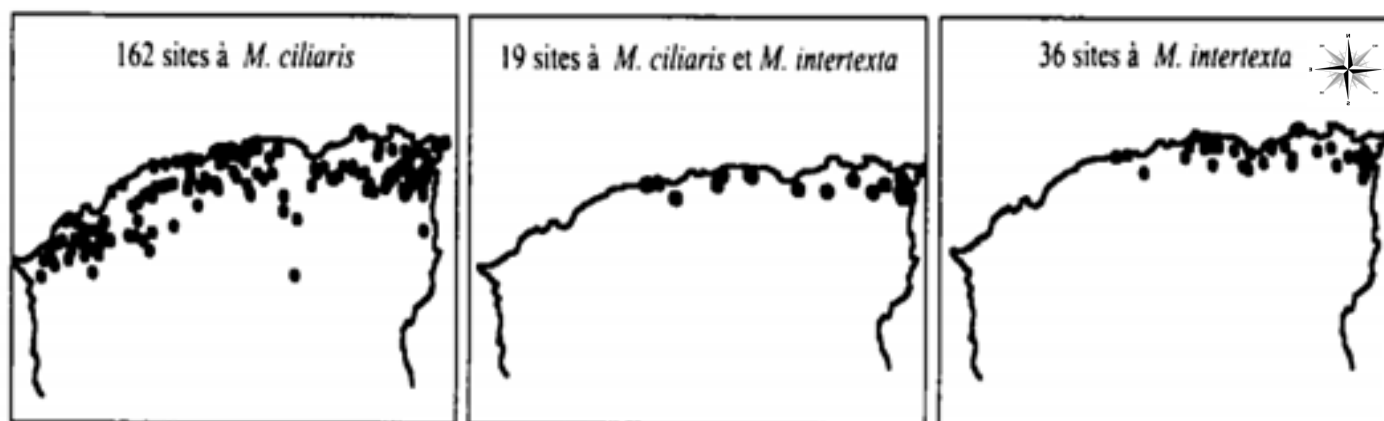 162 sites à M. ciliaris
19 sites à M. ciliaris et M. intertexta
36 sites à M. intertexta